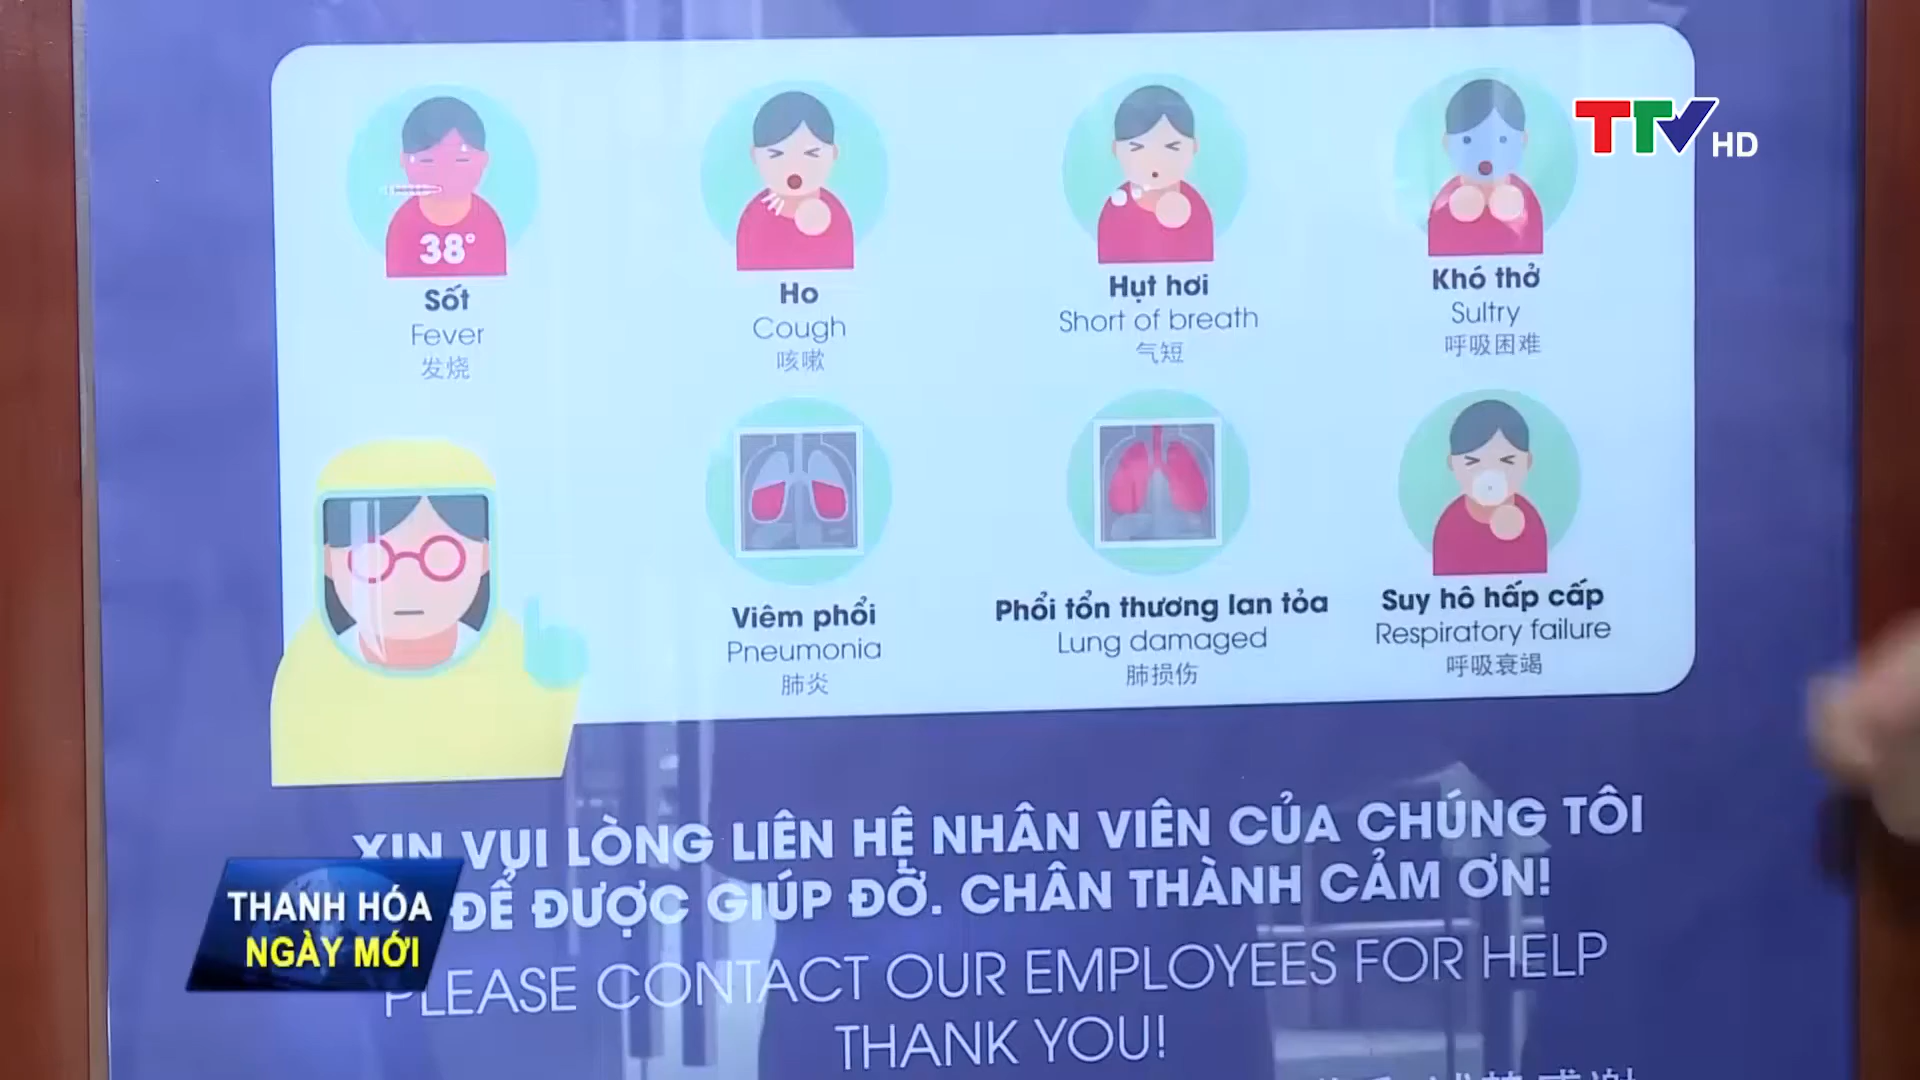 TTV HD
38°
Sốt
Fever
发烧
Ho
Cough
咳嗽
Hụt hơi
Short of breath
气短
Khó thở
Sultry
呼吸困难
Viêm phổi
Pneumonia
肺炎
Phổi tổn thương lan tỏa
Lung damaged
肺损伤
Suy hô hấp cấp
Respiratory failure
呼吸衰竭
XIN VUI LÒNG LIÊN HỆ NHÂN VIÊN CỦA CHÚNG TÔI
ĐỂ ĐƯỢC GIÚP ĐỠ. CHÂN THÀNH CẢM ƠN!
PLEASE CONTACT OUR EMPLOYEES FOR HELP
THANK YOU!
THANH HÓA
NGÀY MỚI